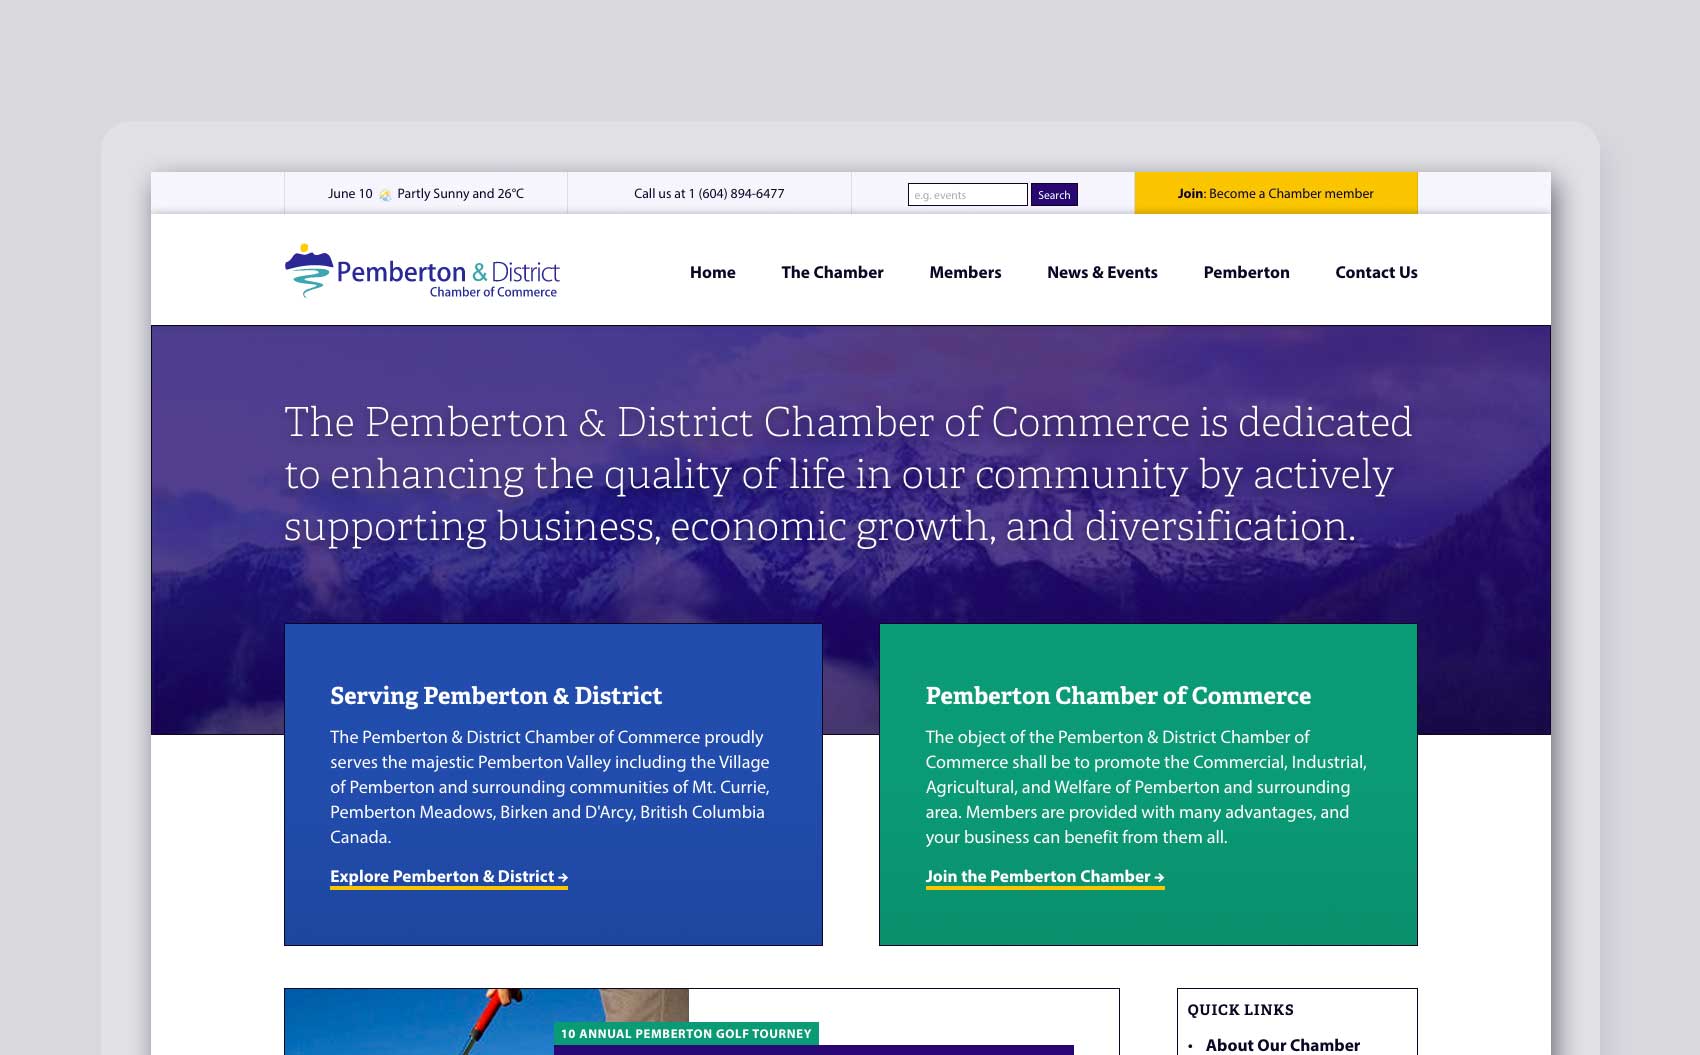 June 10 Partly Sunny and 26°C
Call us at 1 (604) 894-6477
e.g. events
Search
Join: Become a Chamber member
Pemberton & District
Chamber of Commerce
Home
The Chamber
Members
News & Events
Pemberton
Contact Us
The Pemberton & District Chamber of Commerce is dedicated
to enhancing the quality of life in our community by actively
supporting business, economic growth, and diversification.
Serving Pemberton & District
The Pemberton & District Chamber of Commerce proudly
serves the majestic Pemberton Valley including the Village
of Pemberton and surrounding communities of Mt. Currie,
Pemberton Meadows, Birken and D'Arcy, British Columbia
Canada.
Explore Pemberton & District →
Pemberton Chamber of Commerce
The object of the Pemberton & District Chamber of
Commerce shall be to promote the Commercial, Industrial,
Agricultural, and Welfare of Pemberton and surrounding
area. Members are provided with many advantages, and
your business can benefit from them all.
Join the Pemberton Chamber →
10 ANNUAL PEMBERTON GOLF TOURNEY
QUICK LINKS
• About Our Chamber